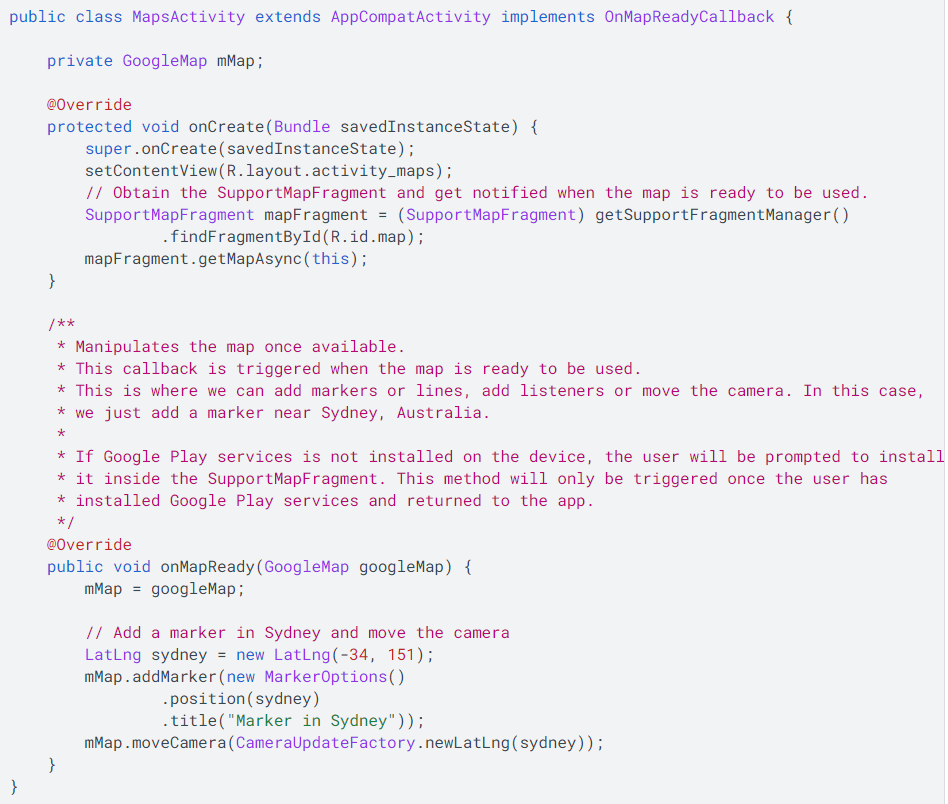 public class MapsActivity extends AppCompatActivity implements OnMapReadyCallback {

    private GoogleMap mMap;

    @Override
    protected void onCreate(Bundle savedInstanceState) {
        super.onCreate(savedInstanceState);
        setContentView(R.layout.activity_maps);
        // Obtain the SupportMapFragment and get notified when the map is ready to be used.
        SupportMapFragment mapFragment = (SupportMapFragment) getSupportFragmentManager()
                .findFragmentById(R.id.map);
        mapFragment.getMapAsync(this);
    }

    /**
     * Manipulates the map once available.
     * This callback is triggered when the map is ready to be used.
     * This is where we can add markers or lines, add listeners or move the camera. In this case,
     * we just add a marker near Sydney, Australia.
     *
     * If Google Play services is not installed on the device, the user will be prompted to install
     * it inside the SupportMapFragment. This method will only be triggered once the user has
     * installed Google Play services and returned to the app.
     */
    @Override
    public void onMapReady(GoogleMap googleMap) {
        mMap = googleMap;

        // Add a marker in Sydney and move the camera
        LatLng sydney = new LatLng(-34, 151);
        mMap.addMarker(new MarkerOptions()
                .position(sydney)
                .title("Marker in Sydney"));
        mMap.moveCamera(CameraUpdateFactory.newLatLng(sydney));
    }
}